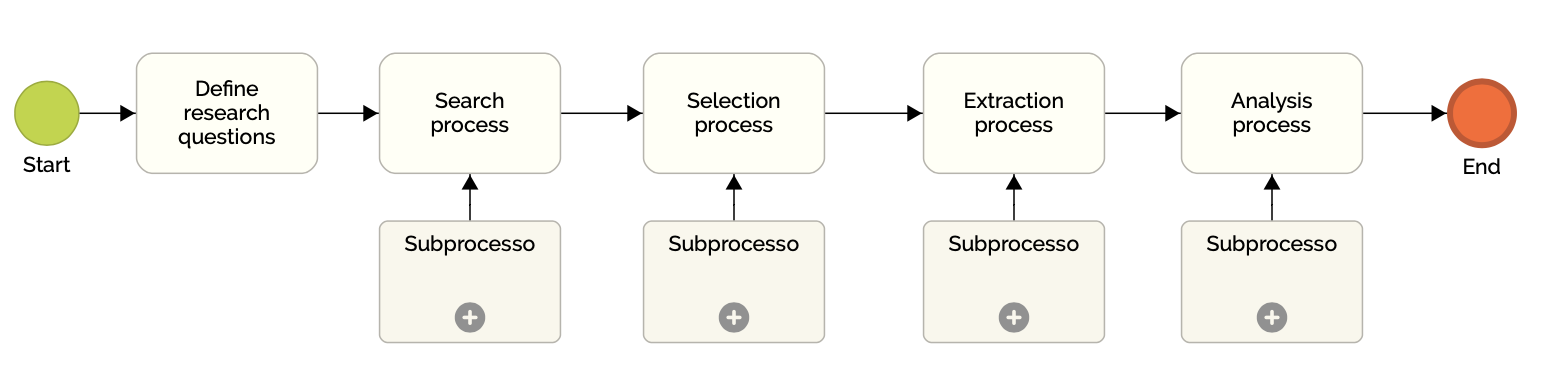 Start
Define
research
questions
Search
process
Selection
process
Extraction
process
Analysis
process
End
Subprocesso
Subprocesso
Subprocesso
Subprocesso